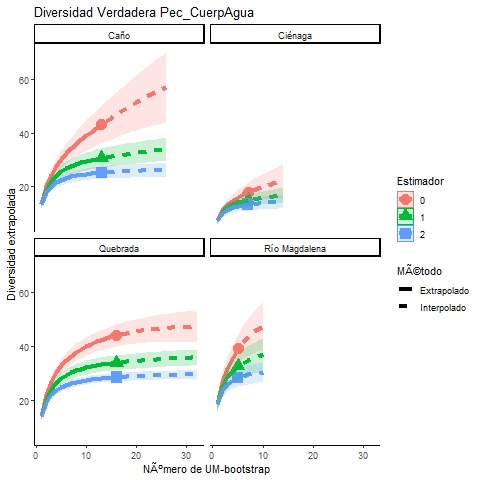 Diversidad Verdadera Pec_CuerpAgua
Caño
Ciénaga
60
40
20
Quebrada
Río Magdalena
60
40
20
0 10 20 30
0 10 20 30
Diversidad extrapolada
NÃºmero de UM-bootstrap
Estimador
0
1
2
MÃ©todo
Extrapolado
Interpolado